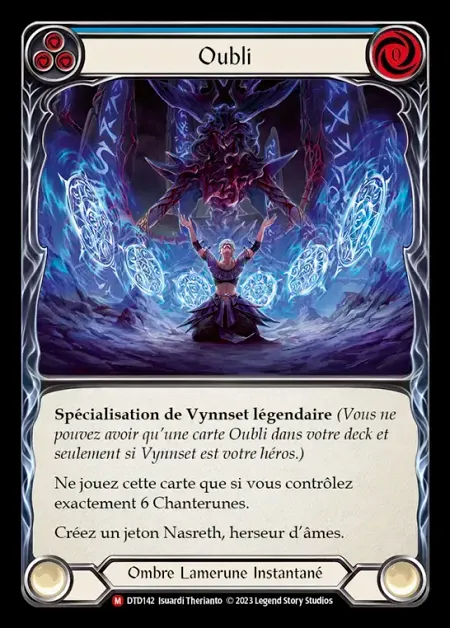 Oubli
0
Spécialisation de Vynnset légendaire (Vous ne
pouvez avoir qu'une carte Oubli dans votre deck et
seulement si Vynnset est votre héros.)
Ne jouez cette carte que si vous contrôlez
exactement 6 Chanterunes.
Créez un jeton Nasreth, herseur d'âmes.
Ombre Lamerune Instantané
M DTD142 Isuardi Therianto © 2023 Legend Story Studios